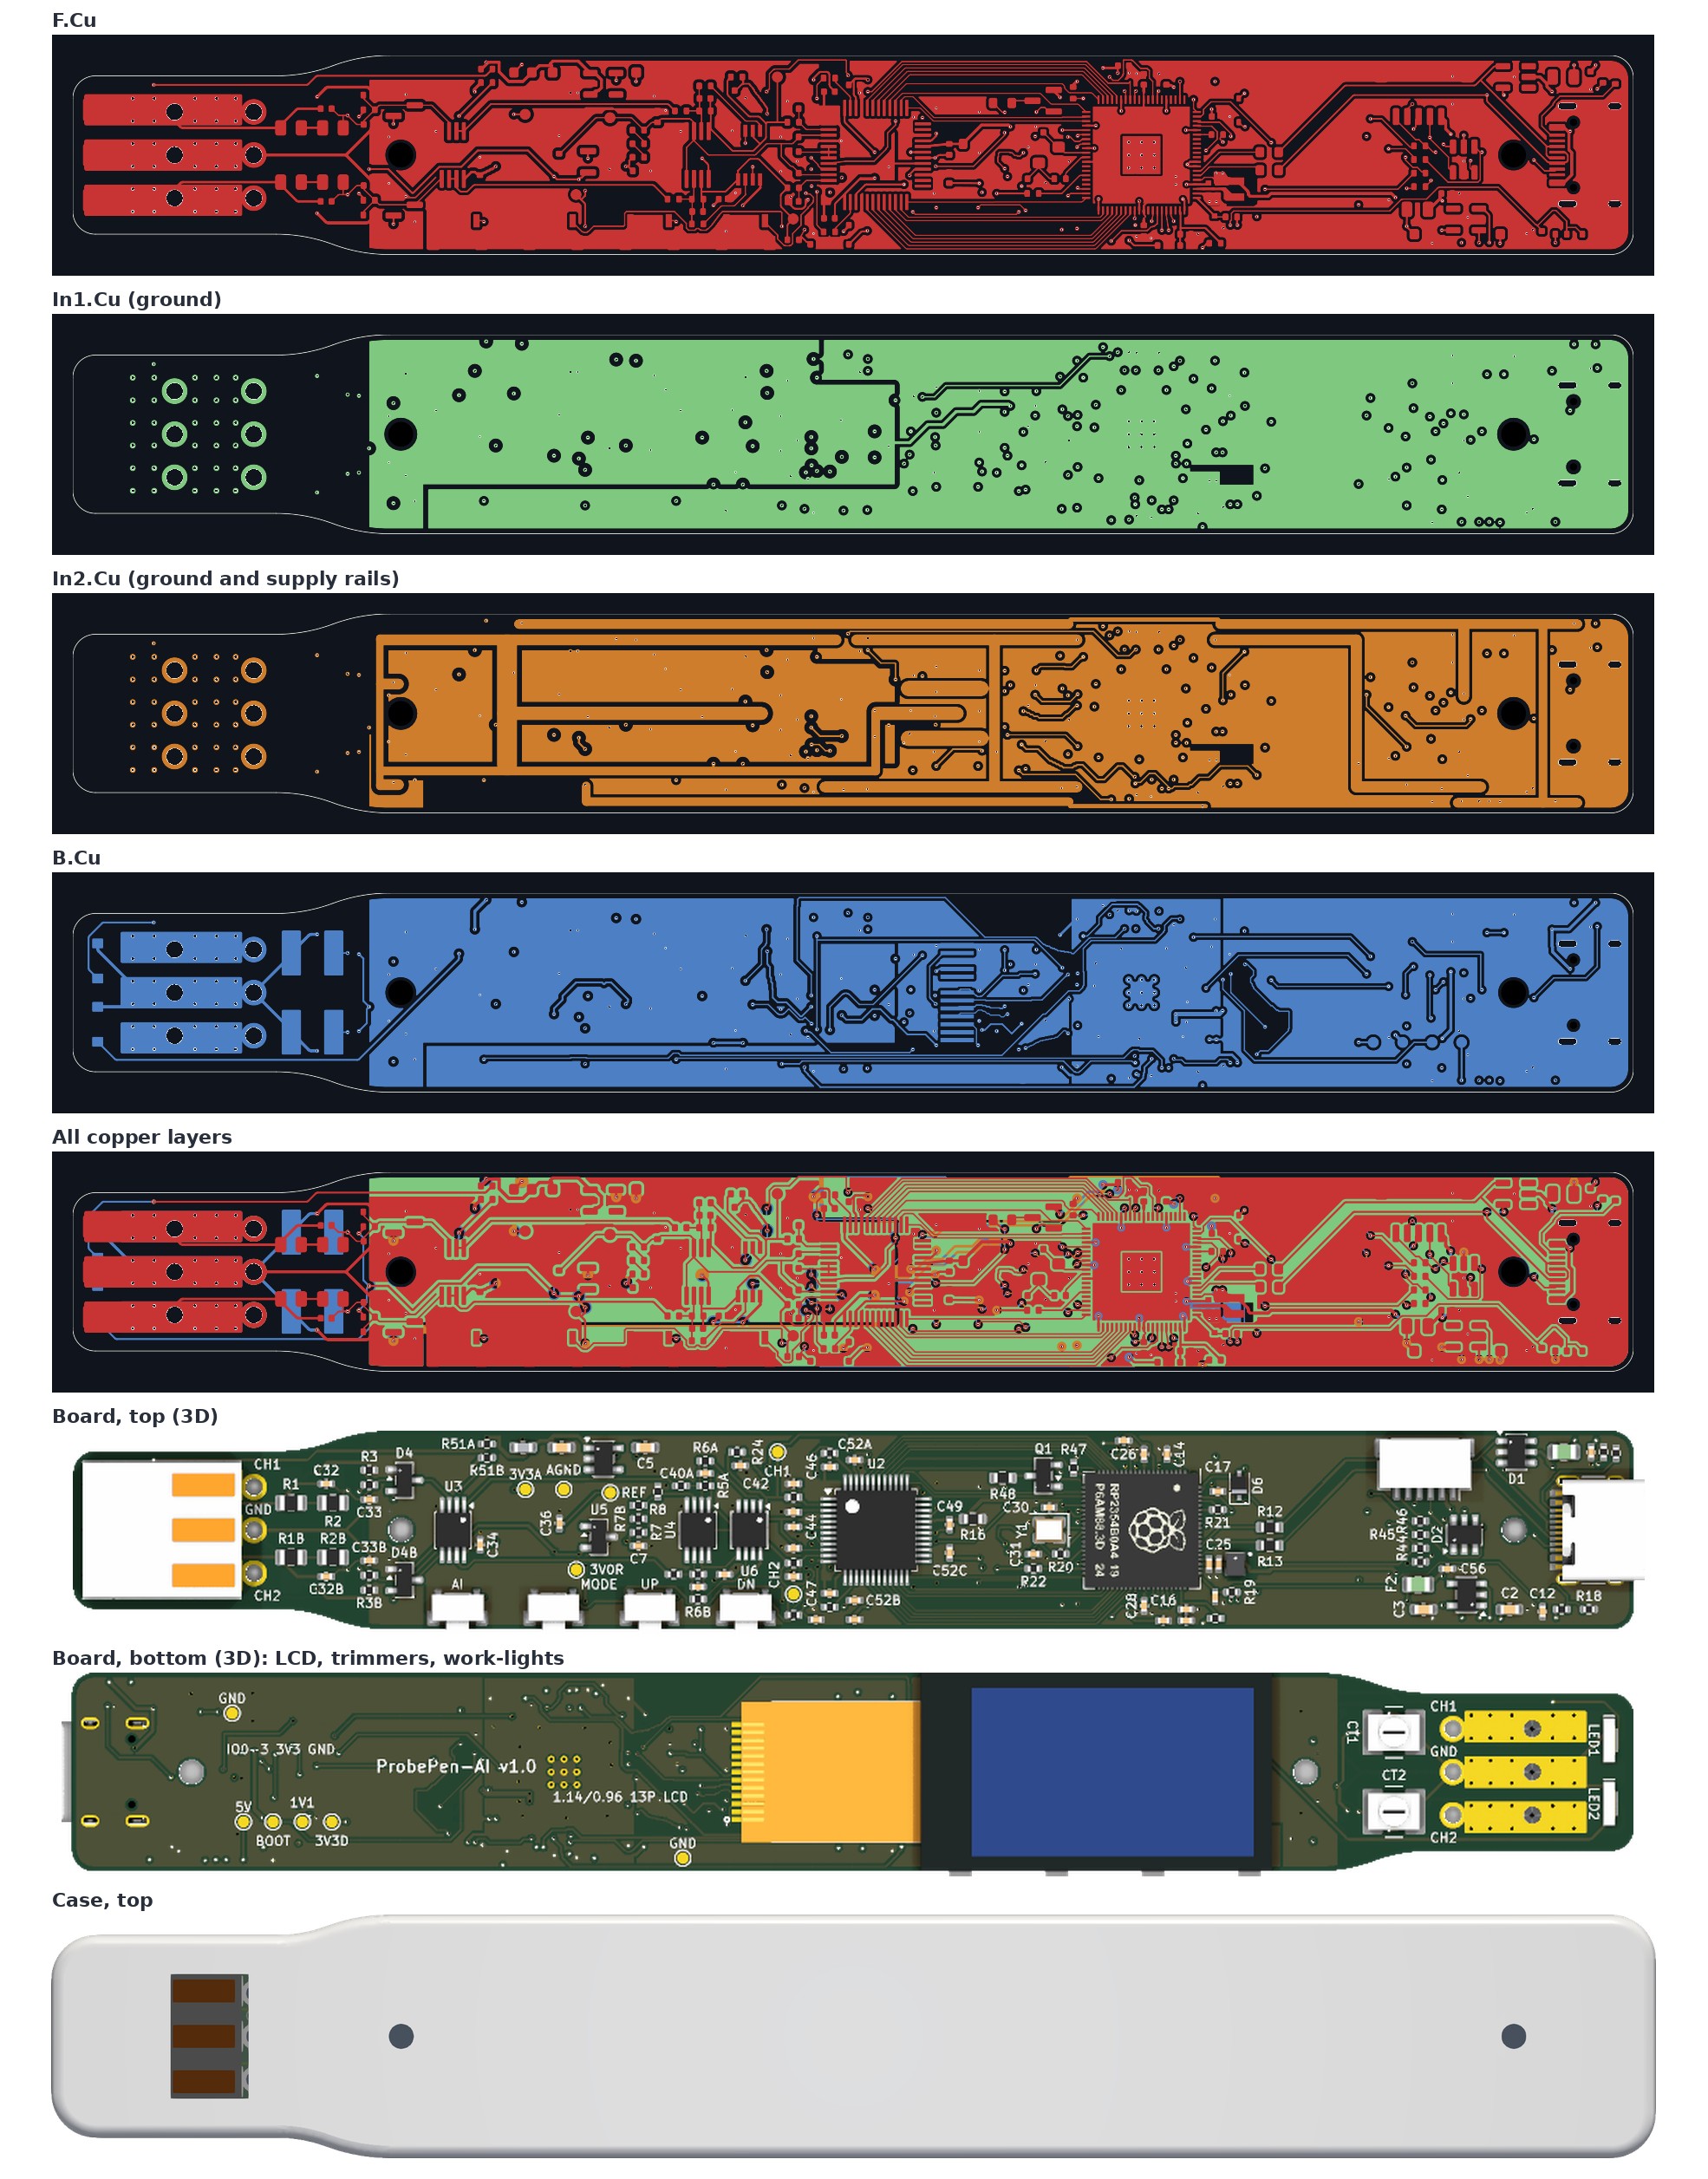 F.Cu
In1.Cu (ground)
In2.Cu (ground and supply rails)
B.Cu
All copper layers
Board, top (3D)
CH1
GND
CH2
R1
C32
R2
R1B
R2B
C32B
R3
D4
C33
C33B
D4B
R3B
R51A
R51B
U3
C34
AI
3V3A
AGND
C5
REF
C36
U5
R7B
R8
R7
C7
3V0R
MODE
UP
R6A
C40A
R5A
R24
CH1
C42
U4
U6
DN
R6B
CH2
C46
C44
C47
C52A
U2
C52B
C49
R16
C52C
R48
Q1
R47
C30
Y1
C31
R20
R22
C26
C14
RP2354B0A4
C28
C16
C17
D6
R21
C25
R19
R12
R13
D1
R45
R46
R44
D2
C56
F2
C3
C2
C12
R18
Board, bottom (3D): LCD, trimmers, work-lights
GND
IO0-3 3V3 GND
ProbePen-AI v1.0
1.14/0.96 13P LCD
5V
BOOT
1V1
3V3D
GND
CT1
CT2
CH1
GND
CH2
LED1
LED2
Case, top